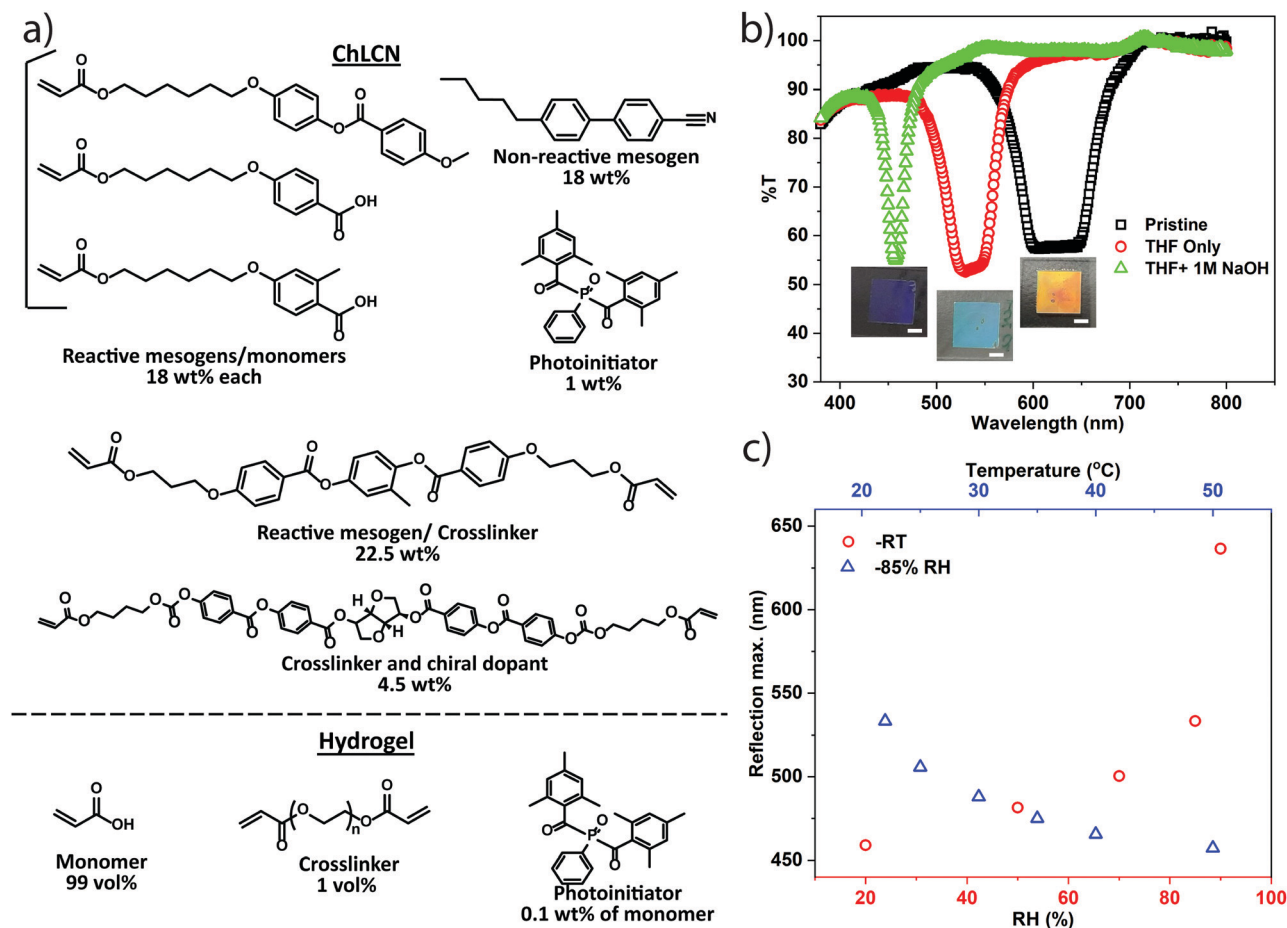 a)
ChLCN
O
O
O
O
O
O
O
O
O
OH
O
O
O
O
OH
N
Non-reactive mesogen
18 wt%
Reactive mesogens/monomers
18 wt% each
O
P
O
O
Photoinitiator
1 wt%
O
O
O
O
O
O
O
O
O
O
Reactive mesogen/ Crosslinker
22.5 wt%
O
O
O
O
O
O
O
O
O
H
O
O
H
O
O
O
O
O
O
O
O
O
Crosslinker and chiral dopant
4.5 wt%
Hydrogel
O
OH
Monomer
99 vol%
O
O
n
O
O
Crosslinker
1 vol%
O
P
O
O
Photoinitiator
0.1 wt% of monomer
b)
100
90
80
70
60
50
40
30
%T
400
500
600
700
800
Wavelength (nm)
Pristine
THF Only
THF+ 1M NaOH
c)
Temperature (°C)
20
30
40
50
650
600
550
500
450
Reflection max. (nm)
-RT
-85% RH
20
40
60
80
100
RH (%)